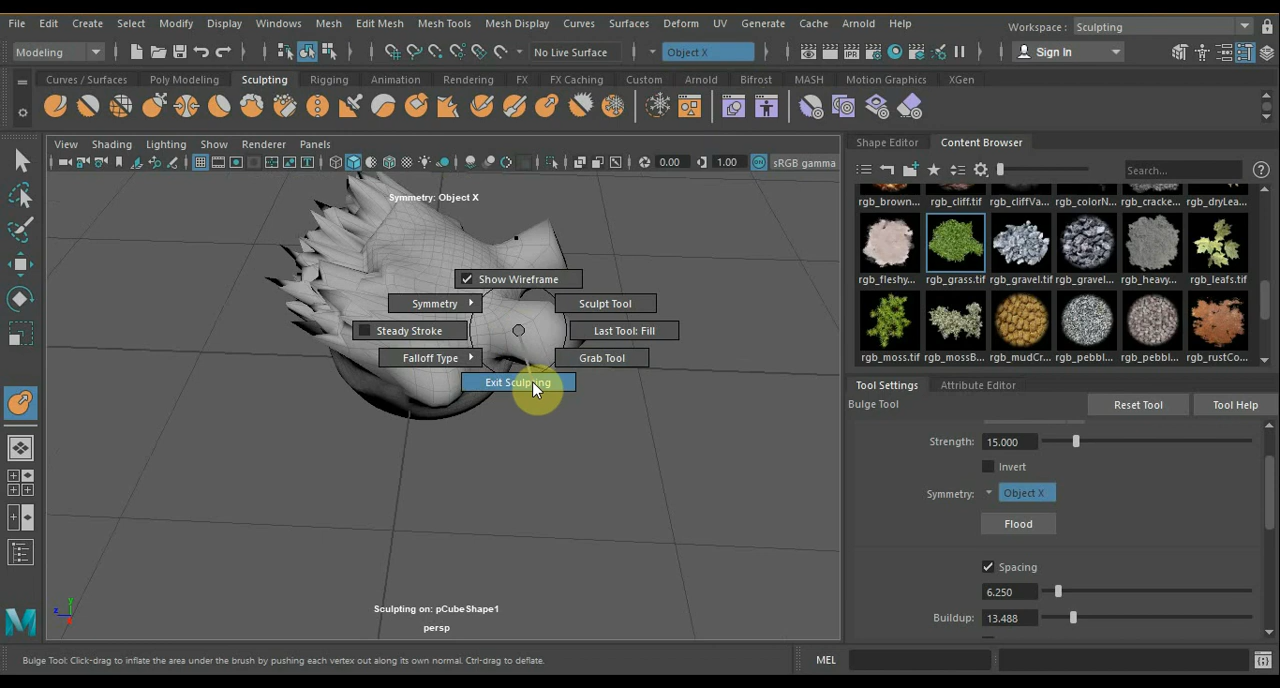 File Edit Create Select Modify Display Windows Mesh Edit Mesh Mesh Tools Mesh Display Curves Surfaces Deform UV Generate Cache Arnold Help Workspace : Sculpting
Modeling No Live Surface Object X Sign In
Curves / Surfaces Poly Modeling Sculpting Rigging Animation Rendering FX FX Caching Custom Arnold Bifrost MASH Motion Graphics XGen
View Shading Lighting Show Renderer Panels
0.00 1.00 sRGB gamma
Symmetry: Object X
Show Wireframe
Symmetry Sculpt Tool
Steady Stroke Last Tool: Fill
Falloff Type Grab Tool
Exit Sculpting
Sculpting on: pCubeShape1
persp
Shape Editor Content Browser
Search...
rgb_brown... rgb_cliff.tif rgb_cliffVa... rgb_colorN... rgb_cracke... rgb_dryLea...
rgb_fleshy... rgb_grass.tif rgb_gravel.tif rgb_gravel... rgb_heavy... rgb_leafs.tif
rgb_moss.tif rgb_mossB... rgb_mudCr... rgb_pebbl... rgb_pebbl... rgb_rustCo...
Tool Settings Attribute Editor
Bulge Tool Reset Tool Tool Help
Strength: 15.000
Invert
Symmetry: Object X
Flood
Spacing
6.250
Buildup: 13.488
Bulge Tool: Click-drag to inflate the area under the brush by pushing each vertex out along its own normal. Ctrl-drag to deflate. MEL